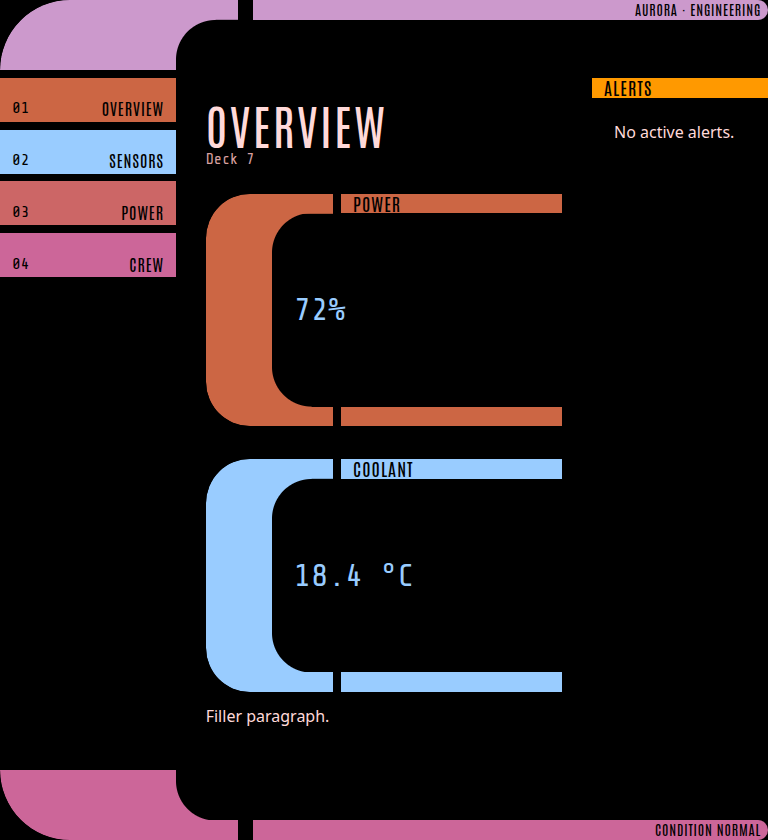 AURORA · ENGINEERING
01 OVERVIEW
02 SENSORS
03 POWER
04 CREW
OVERVIEW
Deck 7
POWER
72%
COOLANT
18.4 °C
Filler paragraph.
ALERTS
No active alerts.
CONDITION NORMAL